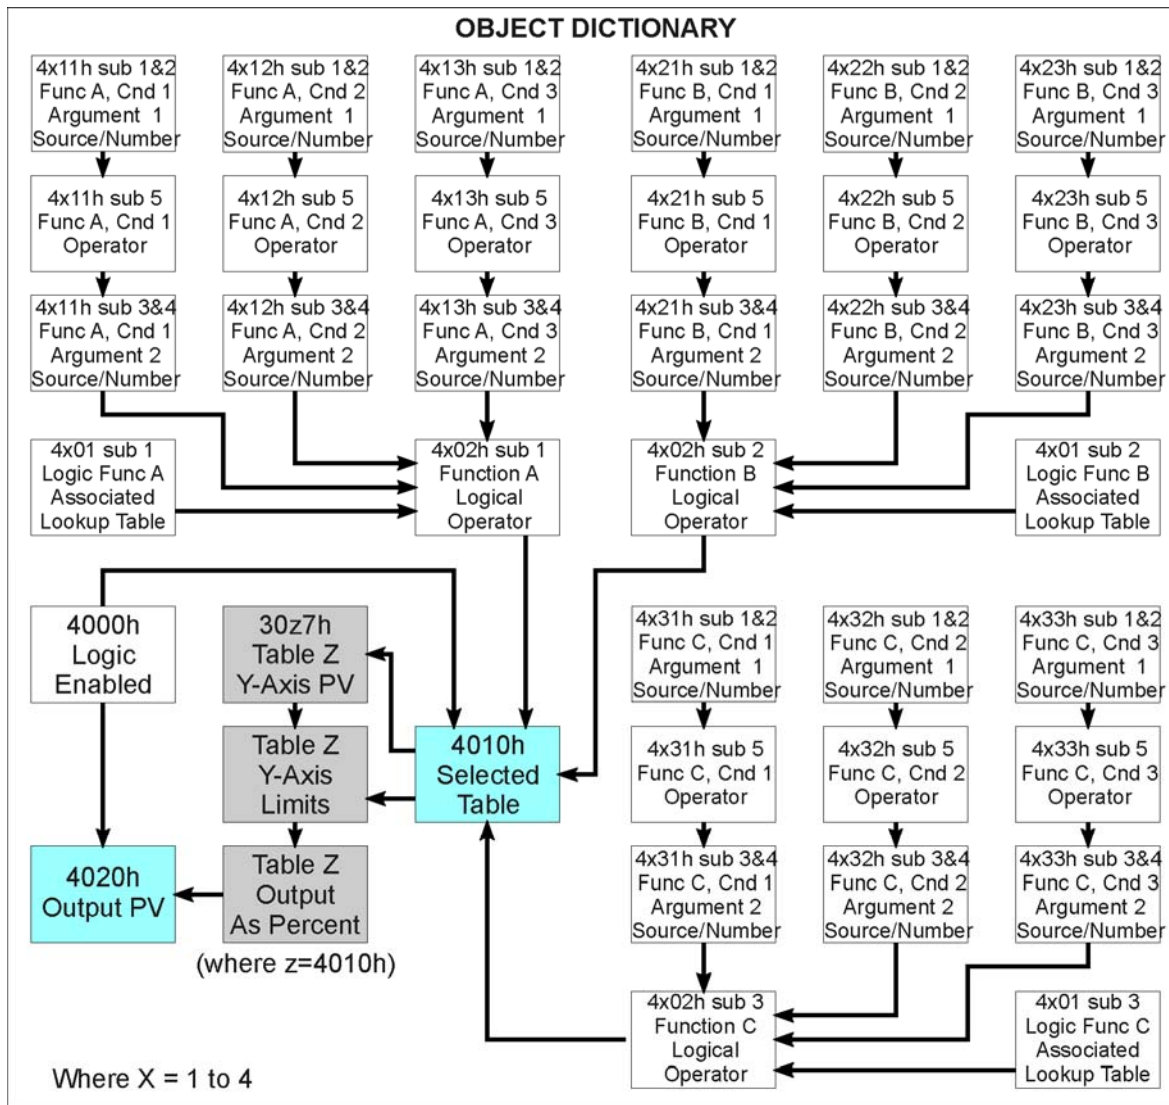 OBJECT DICTIONARY
4x11h sub 1&2
Func A, Cnd 1
Argument 1
Source/Number
4x12h sub 1&2
Func A, Cnd 2
Argument 1
Source/Number
4x13h sub 1&2
Func A, Cnd 3
Argument 1
Source/Number
4x21h sub 1&2
Func B, Cnd 1
Argument 1
Source/Number
4x22h sub 1&2
Func B, Cnd 2
Argument 1
Source/Number
4x23h sub 1&2
Func B, Cnd 3
Argument 1
Source/Number
4x11h sub 5
Func A, Cnd 1
Operator
4x12h sub 5
Func A, Cnd 2
Operator
4x13h sub 5
Func A, Cnd 3
Operator
4x21h sub 5
Func B, Cnd 1
Operator
4x22h sub 5
Func B, Cnd 2
Operator
4x23h sub 5
Func B, Cnd 3
Operator
4x11h sub 3&4
Func A, Cnd 1
Argument 2
Source/Number
4x12h sub 3&4
Func A, Cnd 2
Argument 2
Source/Number
4x13h sub 3&4
Func A, Cnd 3
Argument 2
Source/Number
4x21h sub 3&4
Func B, Cnd 1
Argument 2
Source/Number
4x22h sub 3&4
Func B, Cnd 2
Argument 2
Source/Number
4x23h sub 3&4
Func B, Cnd 3
Argument 2
Source/Number
4x01 sub 1
Logic Func A
Associated
Lookup Table
4x02h sub 1
Function A
Logical
Operator
4x02h sub 2
Function B
Logical
Operator
4x01 sub 2
Logic Func B
Associated
Lookup Table
4000h
Logic
Enabled
30z7h
Table Z
Y-Axis PV
4x31h sub 1&2
Func C, Cnd 1
Argument 1
Source/Number
4x32h sub 1&2
Func C, Cnd 2
Argument 1
Source/Number
4x33h sub 1&2
Func C, Cnd 3
Argument 1
Source/Number
Table Z
Y-Axis
Limits
4010h
Selected
Table
4x31h sub 5
Func C, Cnd 1
Operator
4x32h sub 5
Func C, Cnd 2
Operator
4x33h sub 5
Func C, Cnd 3
Operator
4020h
Output PV
Table Z
Output
As Percent
(where z=4010h)
4x31h sub 3&4
Func C, Cnd 1
Argument 2
Source/Number
4x32h sub 3&4
Func C, Cnd 2
Argument 2
Source/Number
4x33h sub 3&4
Func C, Cnd 3
Argument 2
Source/Number
4x02h sub 3
Function C
Logical
Operator
4x01 sub 3
Logic Func C
Associated
Lookup Table
Where X = 1 to 4